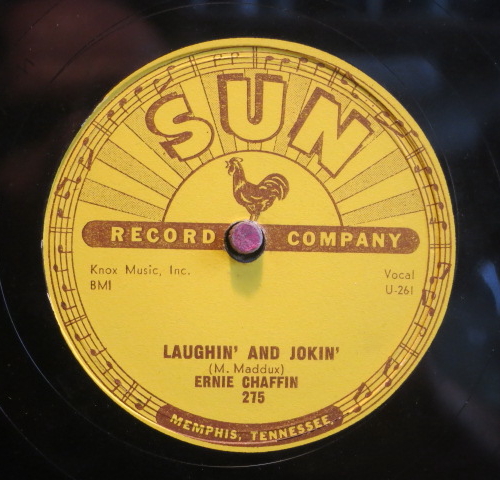 SUN
RECORD COMPANY
Knox Music, Inc.
BMI
Vocal
U-261
LAUGHIN' AND JOKIN'
(M. Maddux)
ERNIE CHAFFIN
275
MEMPHIS, TENNESSEE